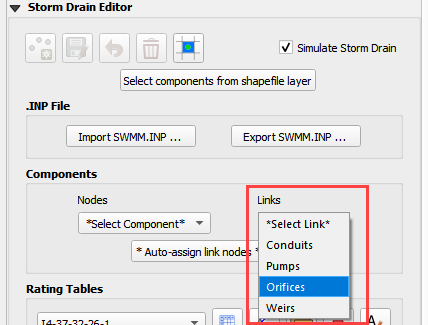 Storm Drain Editor
Simulate Storm Drain
Select components from shapefile layer
.INP File
Import SWMM.INP ...
Export SWMM.INP ...
Components
Nodes
Links
*Select Component*
*Select Link*
Conduits
* Auto-assign link nodes *
Pumps
Orifices
Weirs
Rating Tables
I4-37-32-26-1